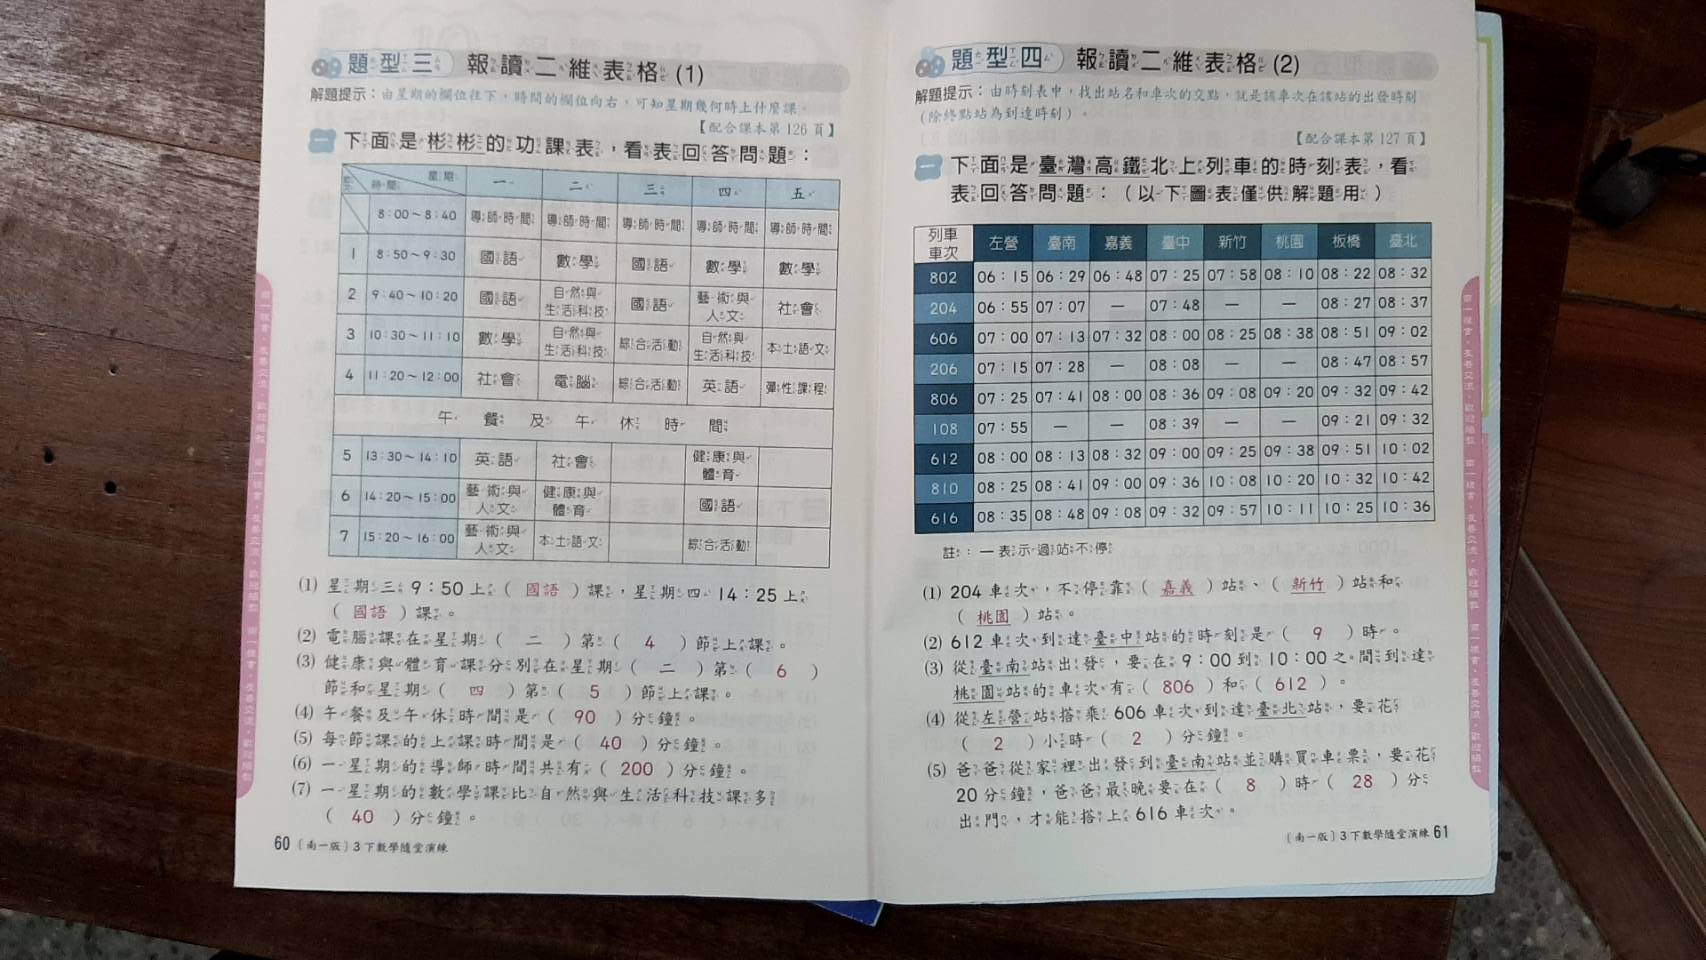 題型三 報讀二維表格(1)
解題提示：由星期的欄位往下，時間的欄位向右，可知星期幾何時上什麼課。
【配合課本第126頁】
一 下面是彬彬的功課表，看表回答問題：
節次 時間 星期 一 二 三 四 五
8：00～8：40 導師時間 導師時間 導師時間 導師時間 導師時間
1 8：50～9：30 國語 數學 國語 數學 數學
2 9：40～10：20 國語 自然與生活科技 國語 藝術與人文 社會
3 10：30～11：10 數學 自然與生活科技 綜合活動 自然與生活科技 本土語文
4 11：20～12：00 社會 電腦 綜合活動 英語 彈性課程
午餐及午休時間
5 13：30～14：10 英語 社會 健康與體育
6 14：20～15：00 藝術與人文 健康與體育 國語
7 15：20～16：00 藝術與人文 本土語文 綜合活動
(1) 星期三9：50上（ 國語 ）課，星期四14：25上
（ 國語 ）課。
(2) 電腦課在星期（ 二 ）第（ 4 ）節上課。
(3) 健康與體育課分別在星期（ 二 ）第（ 6 ）
節和星期（ 四 ）第（ 5 ）節上課。
(4) 午餐及午休時間是（ 90 ）分鐘。
(5) 每節課的上課時間是（ 40 ）分鐘。
(6) 一星期的導師時間共有（ 200 ）分鐘。
(7) 一星期的數學課比自然與生活科技課多
（ 40 ）分鐘。
60〔南一版〕3下數學隨堂演練
題型四 報讀二維表格(2)
解題提示：由時刻表中，找出站名和車次的交點，就是該車次在該站的出發時刻
（除終點站為到達時刻）。
【配合課本第127頁】
一 下面是臺灣高鐵北上列車的時刻表，看
表回答問題：（以下圖表僅供解題用）
列車車次 左營 臺南 嘉義 臺中 新竹 桃園 板橋 臺北
802 06：15 06：29 06：48 07：25 07：58 08：10 08：22 08：32
204 06：55 07：07 — 07：48 — — 08：27 08：37
606 07：00 07：13 07：32 08：00 08：25 08：38 08：51 09：02
206 07：15 07：28 — 08：08 — — 08：47 08：57
806 07：25 07：41 08：00 08：36 09：08 09：20 09：32 09：42
108 07：55 — — 08：39 — — 09：21 09：32
612 08：00 08：13 08：32 09：00 09：25 09：38 09：51 10：02
810 08：25 08：41 09：00 09：36 10：08 10：20 10：32 10：42
616 08：35 08：48 09：08 09：32 09：57 10：11 10：25 10：36
註：—表示過站不停
(1) 204車次，不停靠（ 嘉義 ）站、（ 新竹 ）站和
（ 桃園 ）站。
(2) 612車次到達臺中站的時刻是（ 9 ）時。
(3) 從臺南站出發，要在9：00到10：00之間到達
桃園站的車次有（ 806 ）和（ 612 ）。
(4) 從左營站搭乘606車次到達臺北站，要花
（ 2 ）小時（ 2 ）分鐘。
(5) 爸爸從家裡出發到臺南站並購買車票，要花
20分鐘，爸爸最晚要在（ 8 ）時（ 28 ）分
出門，才能搭上616車次。
〔南一版〕3下數學隨堂演練61